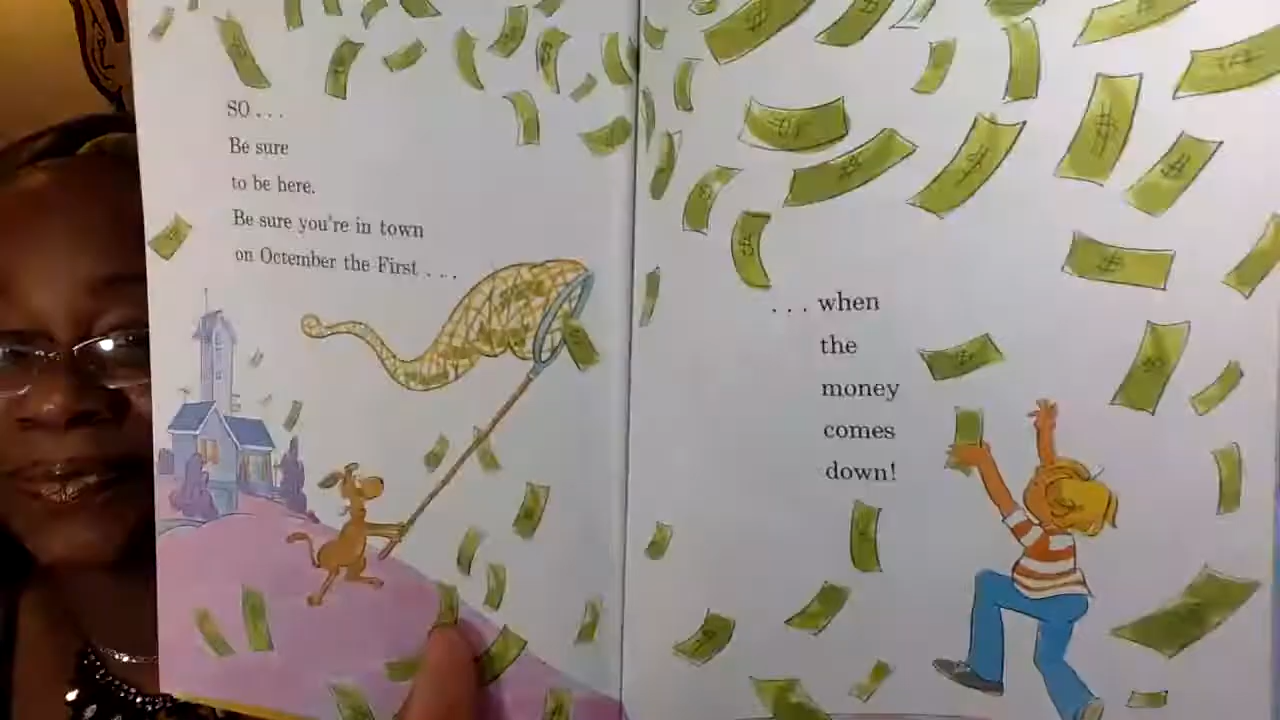 SO...
Be sure
to be here.
Be sure you're in town
on Octember the First...
...when
the
money
comes
down!